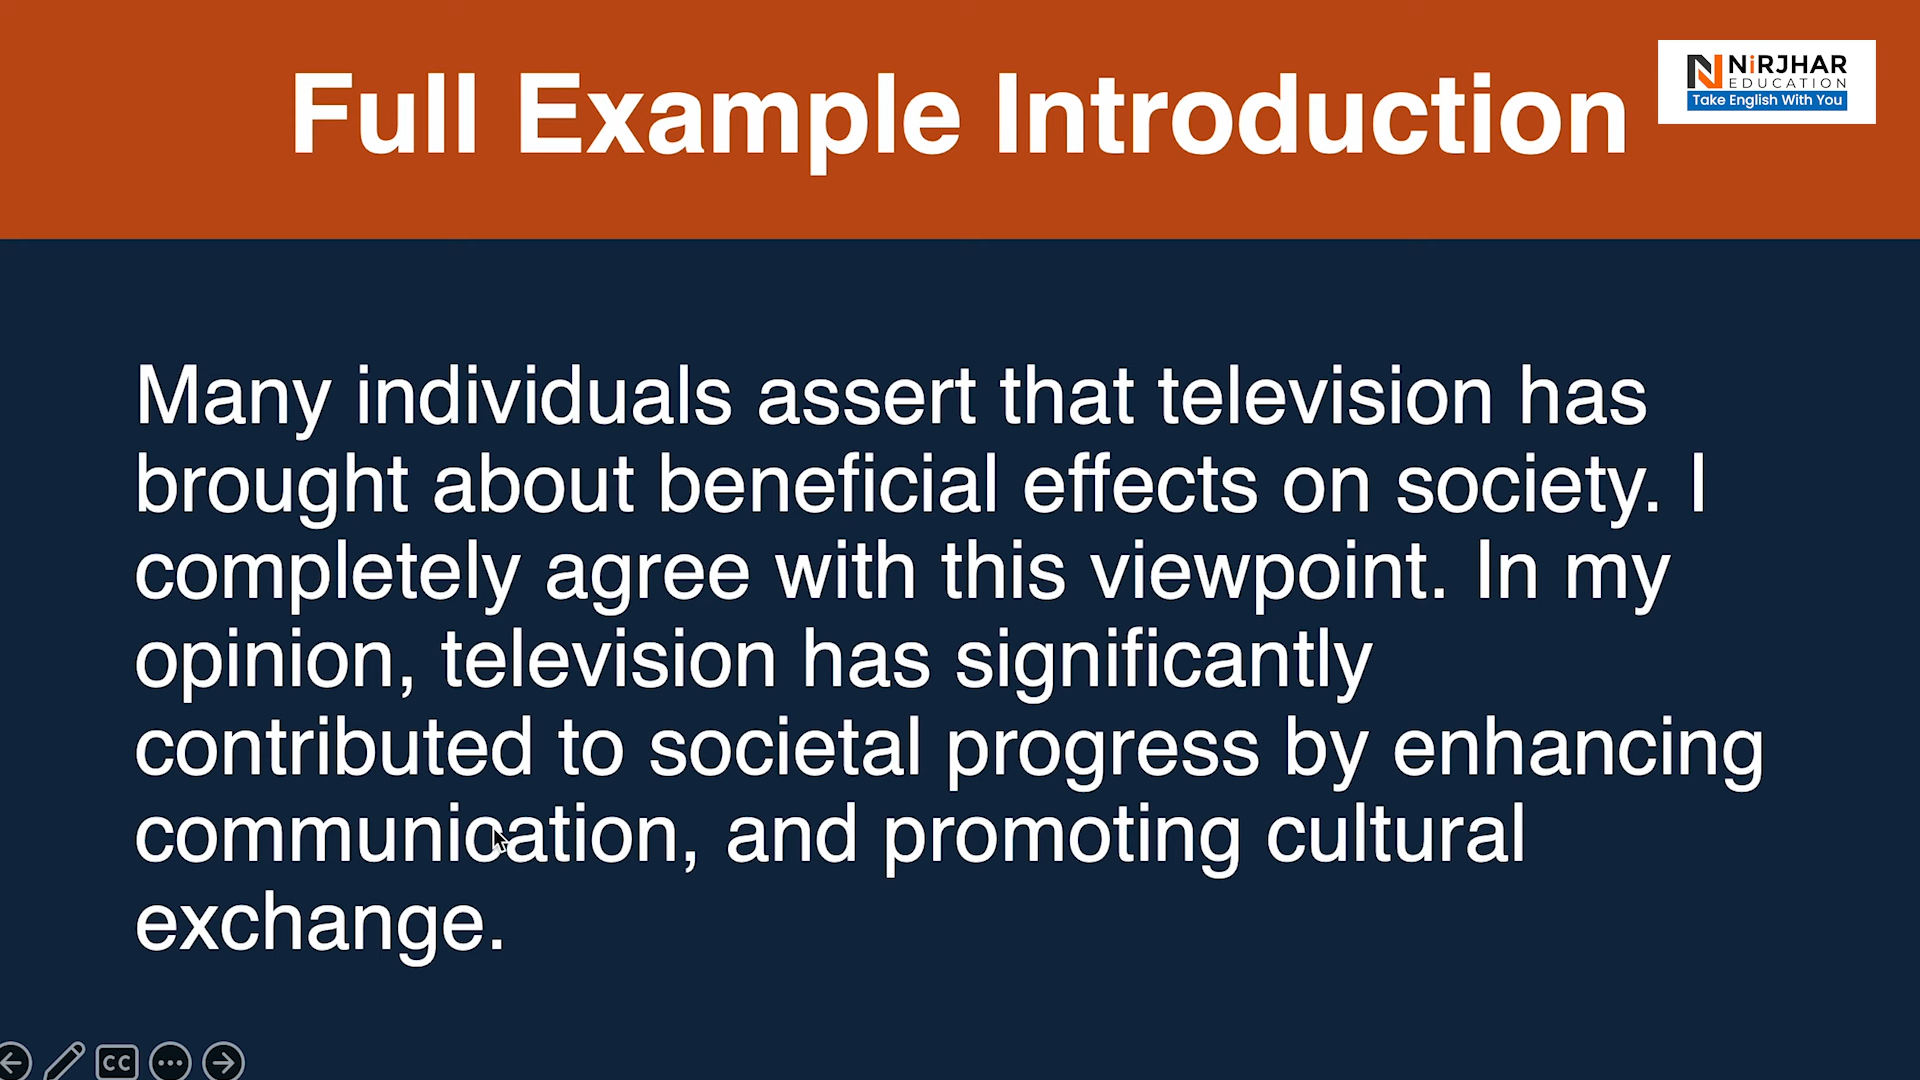 Full Example Introduction
NiRJHAR
EDUCATION
Take English With You
Many individuals assert that television has
brought about beneficial effects on society. I
completely agree with this viewpoint. In my
opinion, television has significantly
contributed to societal progress by enhancing
communication, and promoting cultural
exchange.
CC